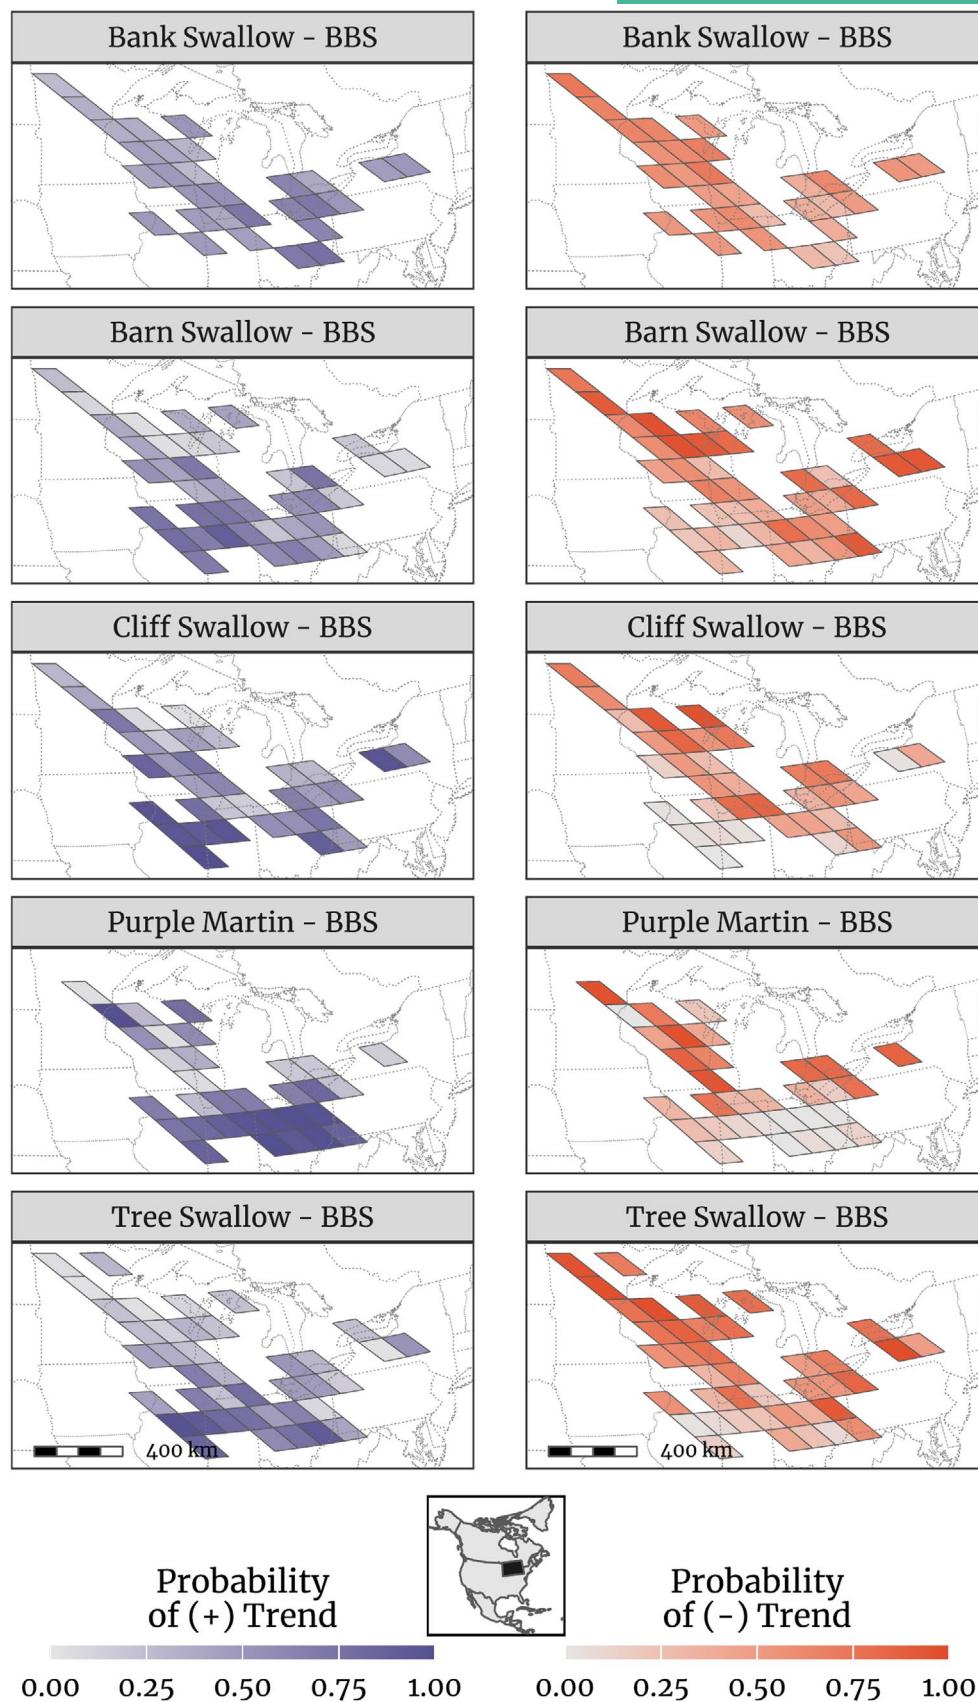 Bank Swallow - BBS
Bank Swallow - BBS
Barn Swallow - BBS
Barn Swallow - BBS
Cliff Swallow - BBS
Cliff Swallow - BBS
Purple Martin - BBS
Purple Martin - BBS
Tree Swallow - BBS
Tree Swallow - BBS
400 km
400 km
Probability
of (+) Trend
0.00 0.25 0.50 0.75 1.00
Probability
of (-) Trend
0.00 0.25 0.50 0.75 1.00